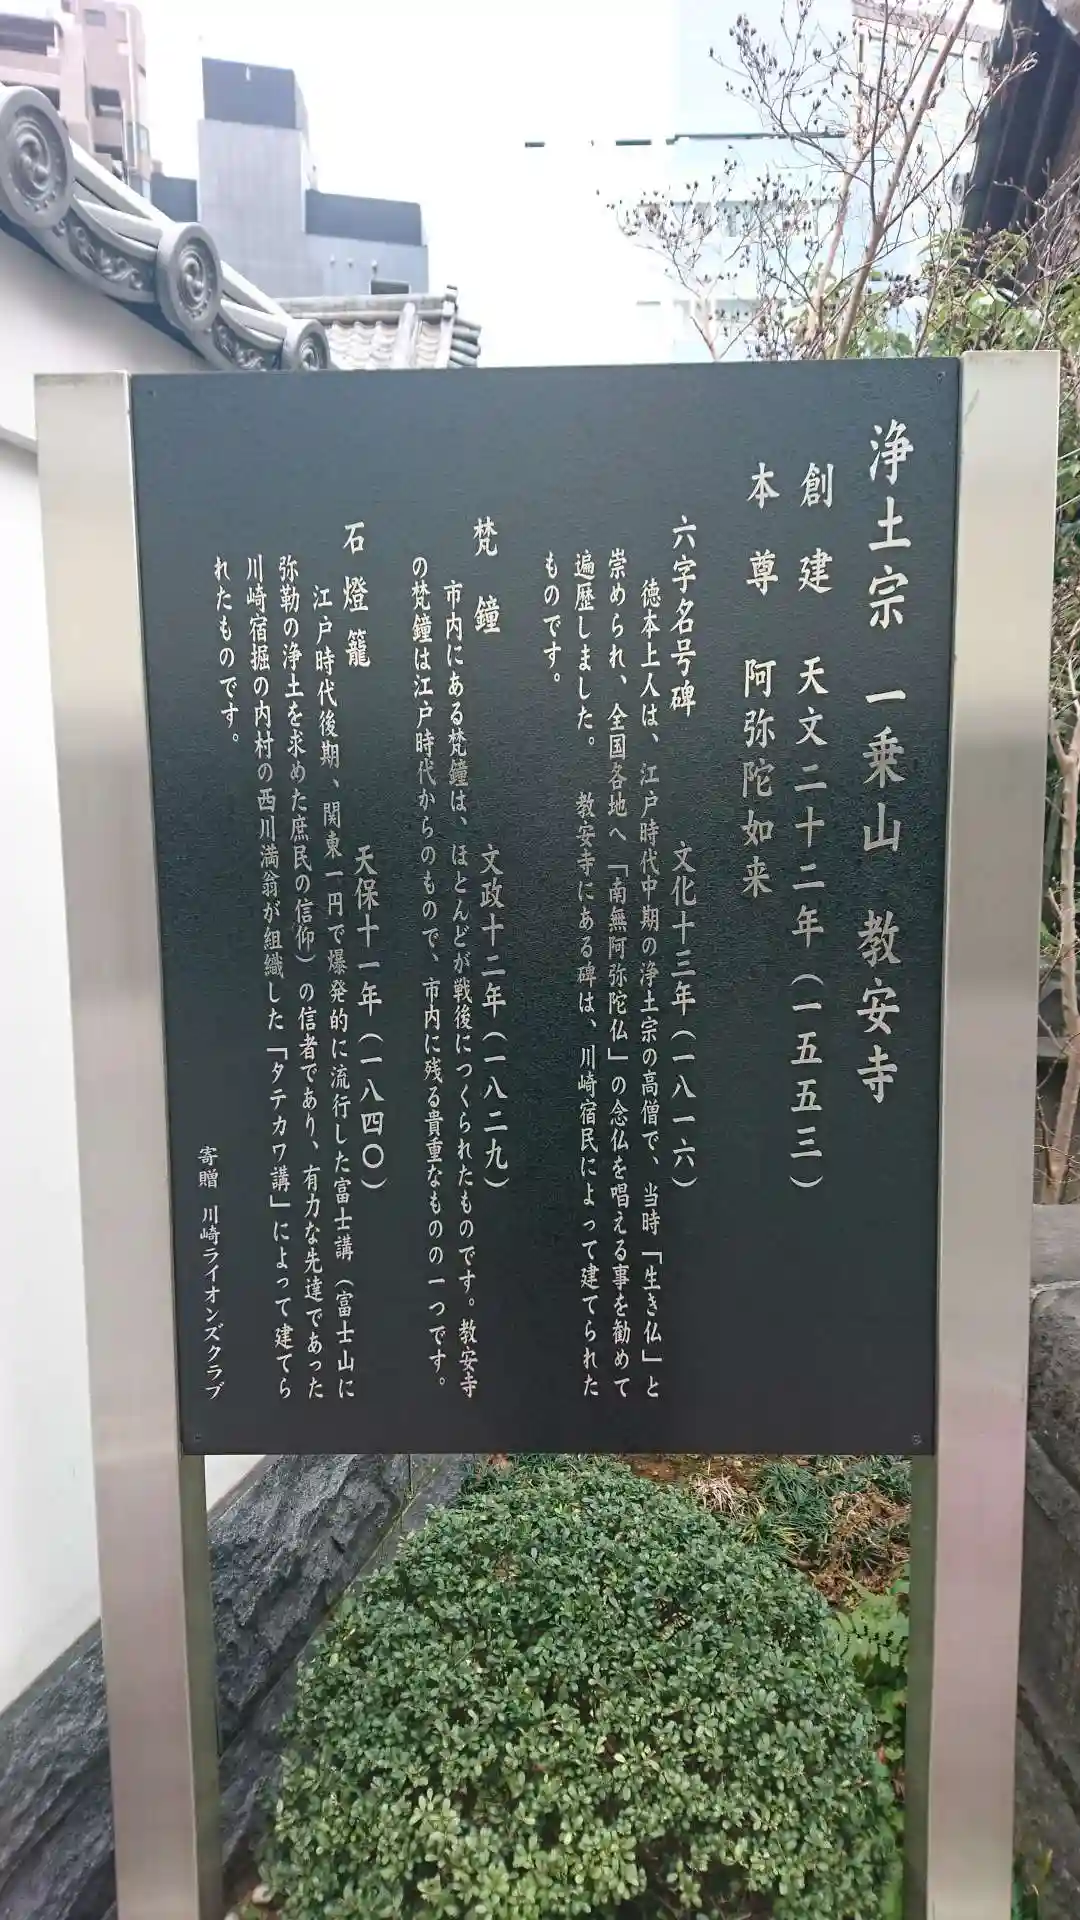 浄土宗　一乗山　教安寺
創建　天文二十二年（一五五三）
本尊　阿弥陀如来
六字名号碑　文化十三年（一八一六）
徳本上人は、江戸時代中期の浄土宗の高僧で、当時「生き仏」と
崇められ、全国各地へ「南無阿弥陀仏」の念仏を唱える事を勧めて
遍歴しました。　教安寺にある碑は、川崎宿民によって建てられた
ものです。
梵鐘　文政十二年（一八二九）
市内にある梵鐘は、ほとんどが戦後につくられたものです。教安寺
の梵鐘は江戸時代からのもので、市内に残る貴重なものの一つです。
石燈籠　天保十一年（一八四〇）
江戸時代後期、関東一円で爆発的に流行した富士講（富士山に
弥勒の浄土を求めた庶民の信仰）の信者であり、有力な先達であった
川崎宿堀の内村の西川満翁が組織した「タテカワ講」によって建てら
れたものです。
寄贈　川崎ライオンズクラブ